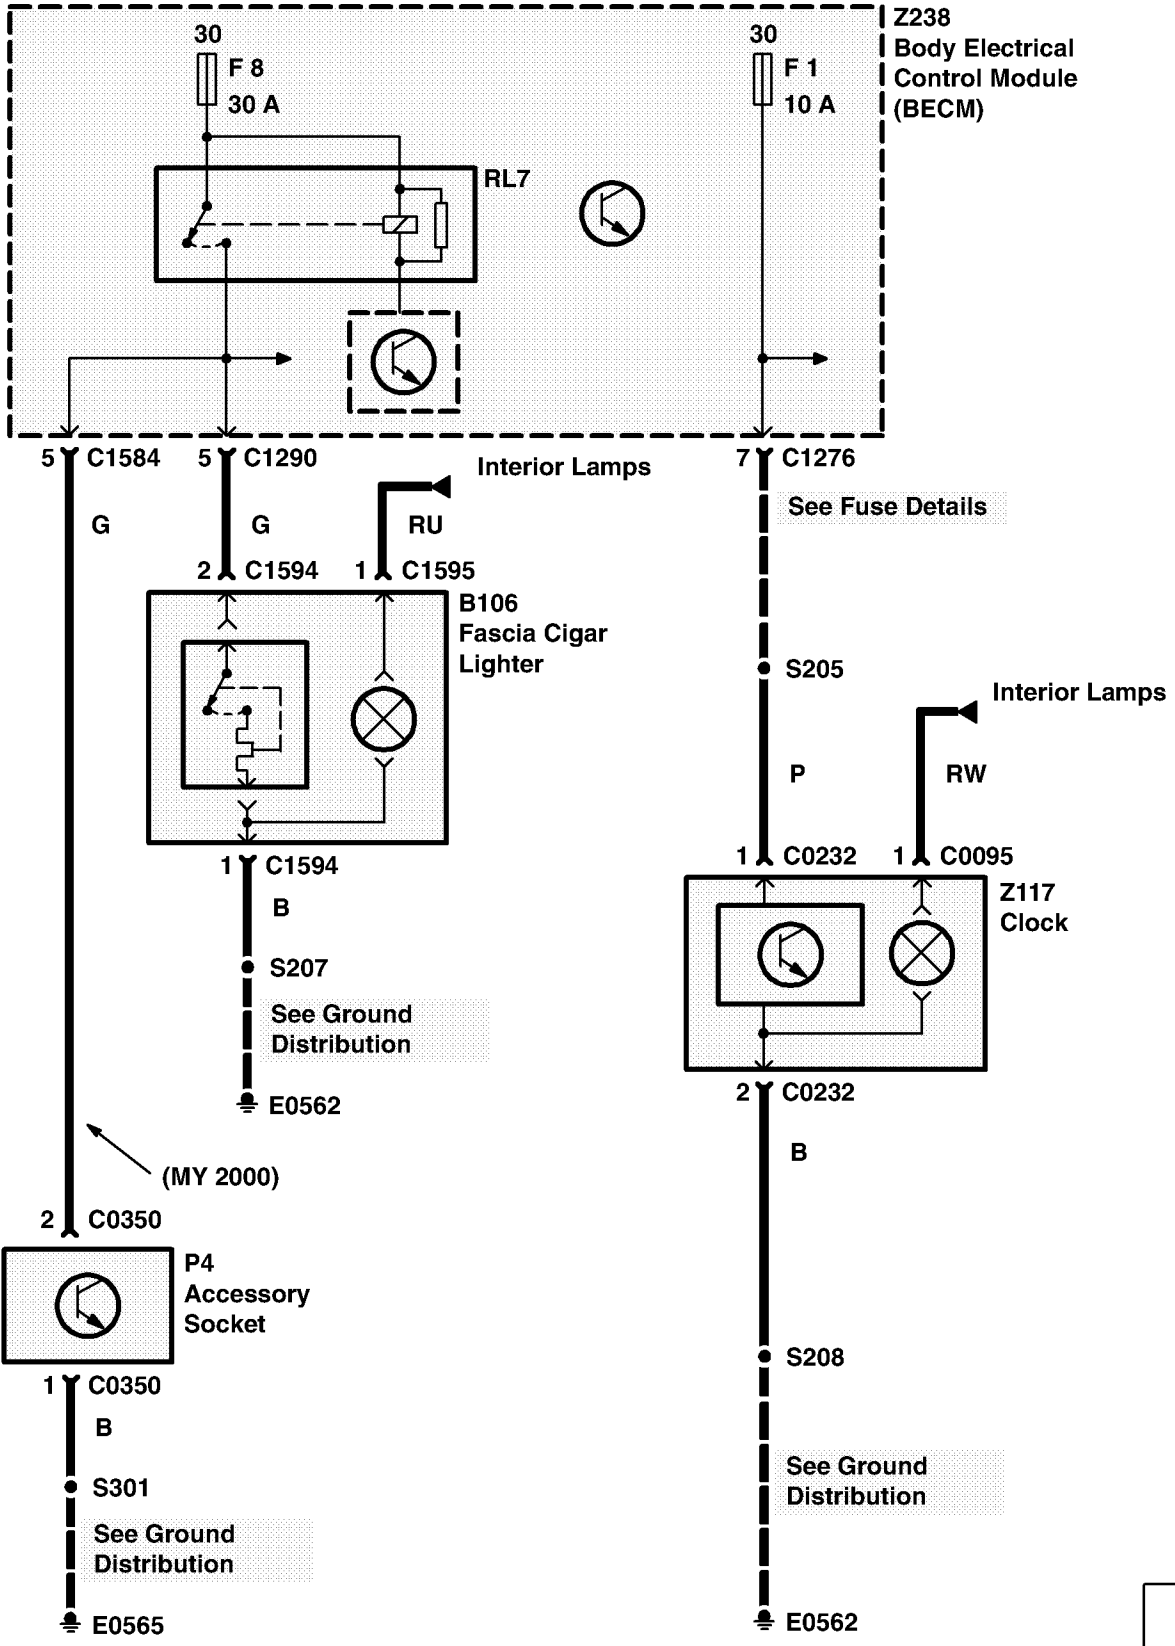 Z238
Body Electrical
Control Module
(BECM)
30
F 8
30 A
30
F 1
10 A
RL7
5 C1584
5 C1290
7 C1276
Interior Lamps
See Fuse Details
G
G
RU
2 C1594
1 C1595
B106
Fascia Cigar
Lighter
S205
Interior Lamps
P
RW
1 C1594
1 C0232
1 C0095
Z117
Clock
B
S207
See Ground
Distribution
E0562
2 C0232
B
(MY 2000)
2 C0350
P4
Accessory
Socket
S208
1 C0350
B
See Ground
Distribution
S301
See Ground
Distribution
E0565
E0562